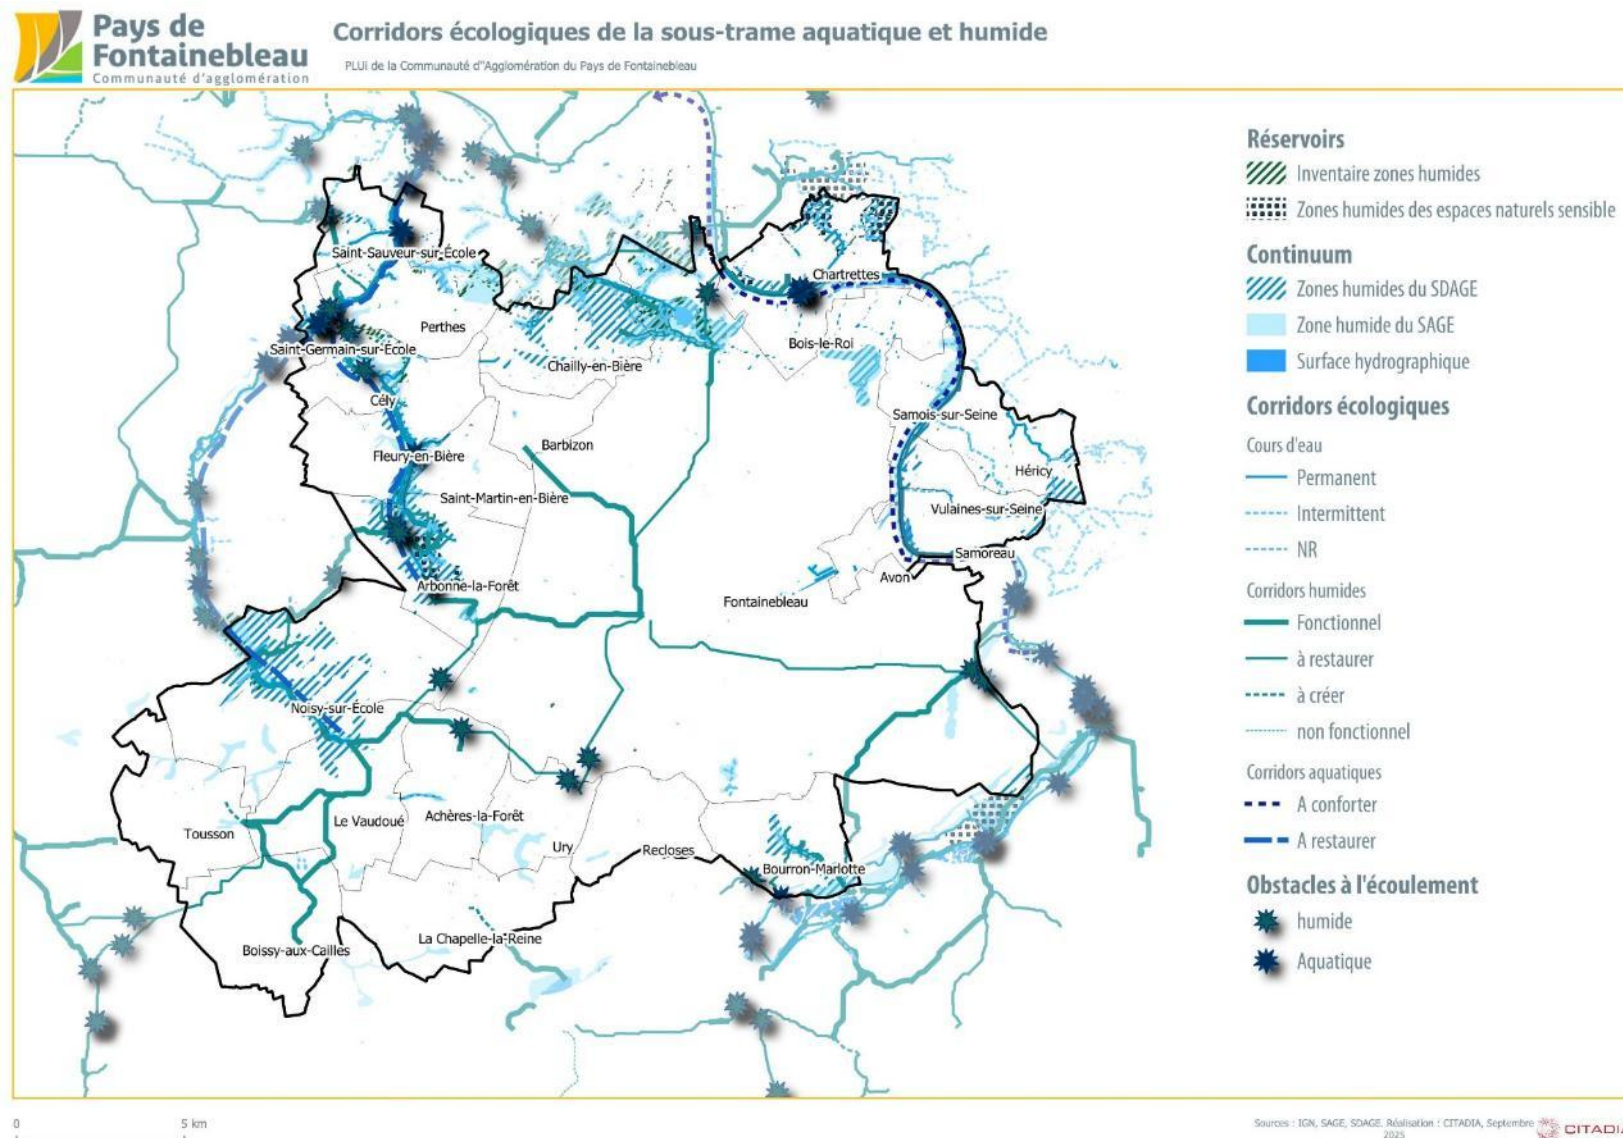 Pays de
Fontainebleau
Communauté d'agglomération
Corridors écologiques de la sous-trame aquatique et humide
PLUi de la Communauté d''Agglomération du Pays de Fontainebleau
Saint-Sauveur-sur-École
Chartrettes
Perthes
Saint-Germain-sur-École
Bois-le-Roi
Chailly-en-Bière
Cély
Samois-sur-Seine
Barbizon
Fleury-en-Bière
Héricy
Saint-Martin-en-Bière
Vulaines-sur-Seine
Samoreau
Avon
Arbonne-la-Forêt
Fontainebleau
Noisy-sur-École
Achères-la-Forêt
Le Vaudoué
Tousson
Ury
Recloses
Bourron-Marlotte
La Chapelle-la-Reine
Boissy-aux-Cailles
Réservoirs
Inventaire zones humides
Zones humides des espaces naturels sensible
Continuum
Zones humides du SDAGE
Zone humide du SAGE
Surface hydrographique
Corridors écologiques
Cours d'eau
Permanent
Intermittent
NR
Corridors humides
Fonctionnel
à restaurer
à créer
non fonctionnel
Corridors aquatiques
A conforter
A restaurer
Obstacles à l'écoulement
humide
Aquatique
0 5 km
Sources : IGN, SAGE, SDAGE. Réalisation : CITADIA, Septembre
2025